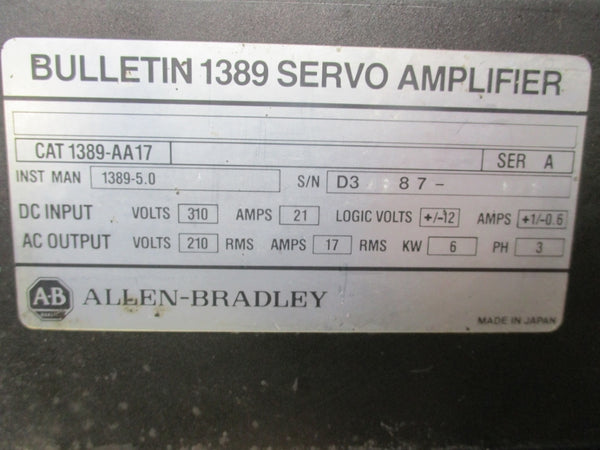 BULLETIN 1389 SERVO AMPLIFIER
CAT 1389-AA17 SER A
INST MAN 1389-5.0 S/N D3 87-
DC INPUT VOLTS 310 AMPS 21 LOGIC VOLTS +/-12 AMPS +1/-0.6
AC OUTPUT VOLTS 210 RMS AMPS 17 RMS KW 6 PH 3
A-B ALLEN-BRADLEY
QUALITY
MADE IN JAPAN